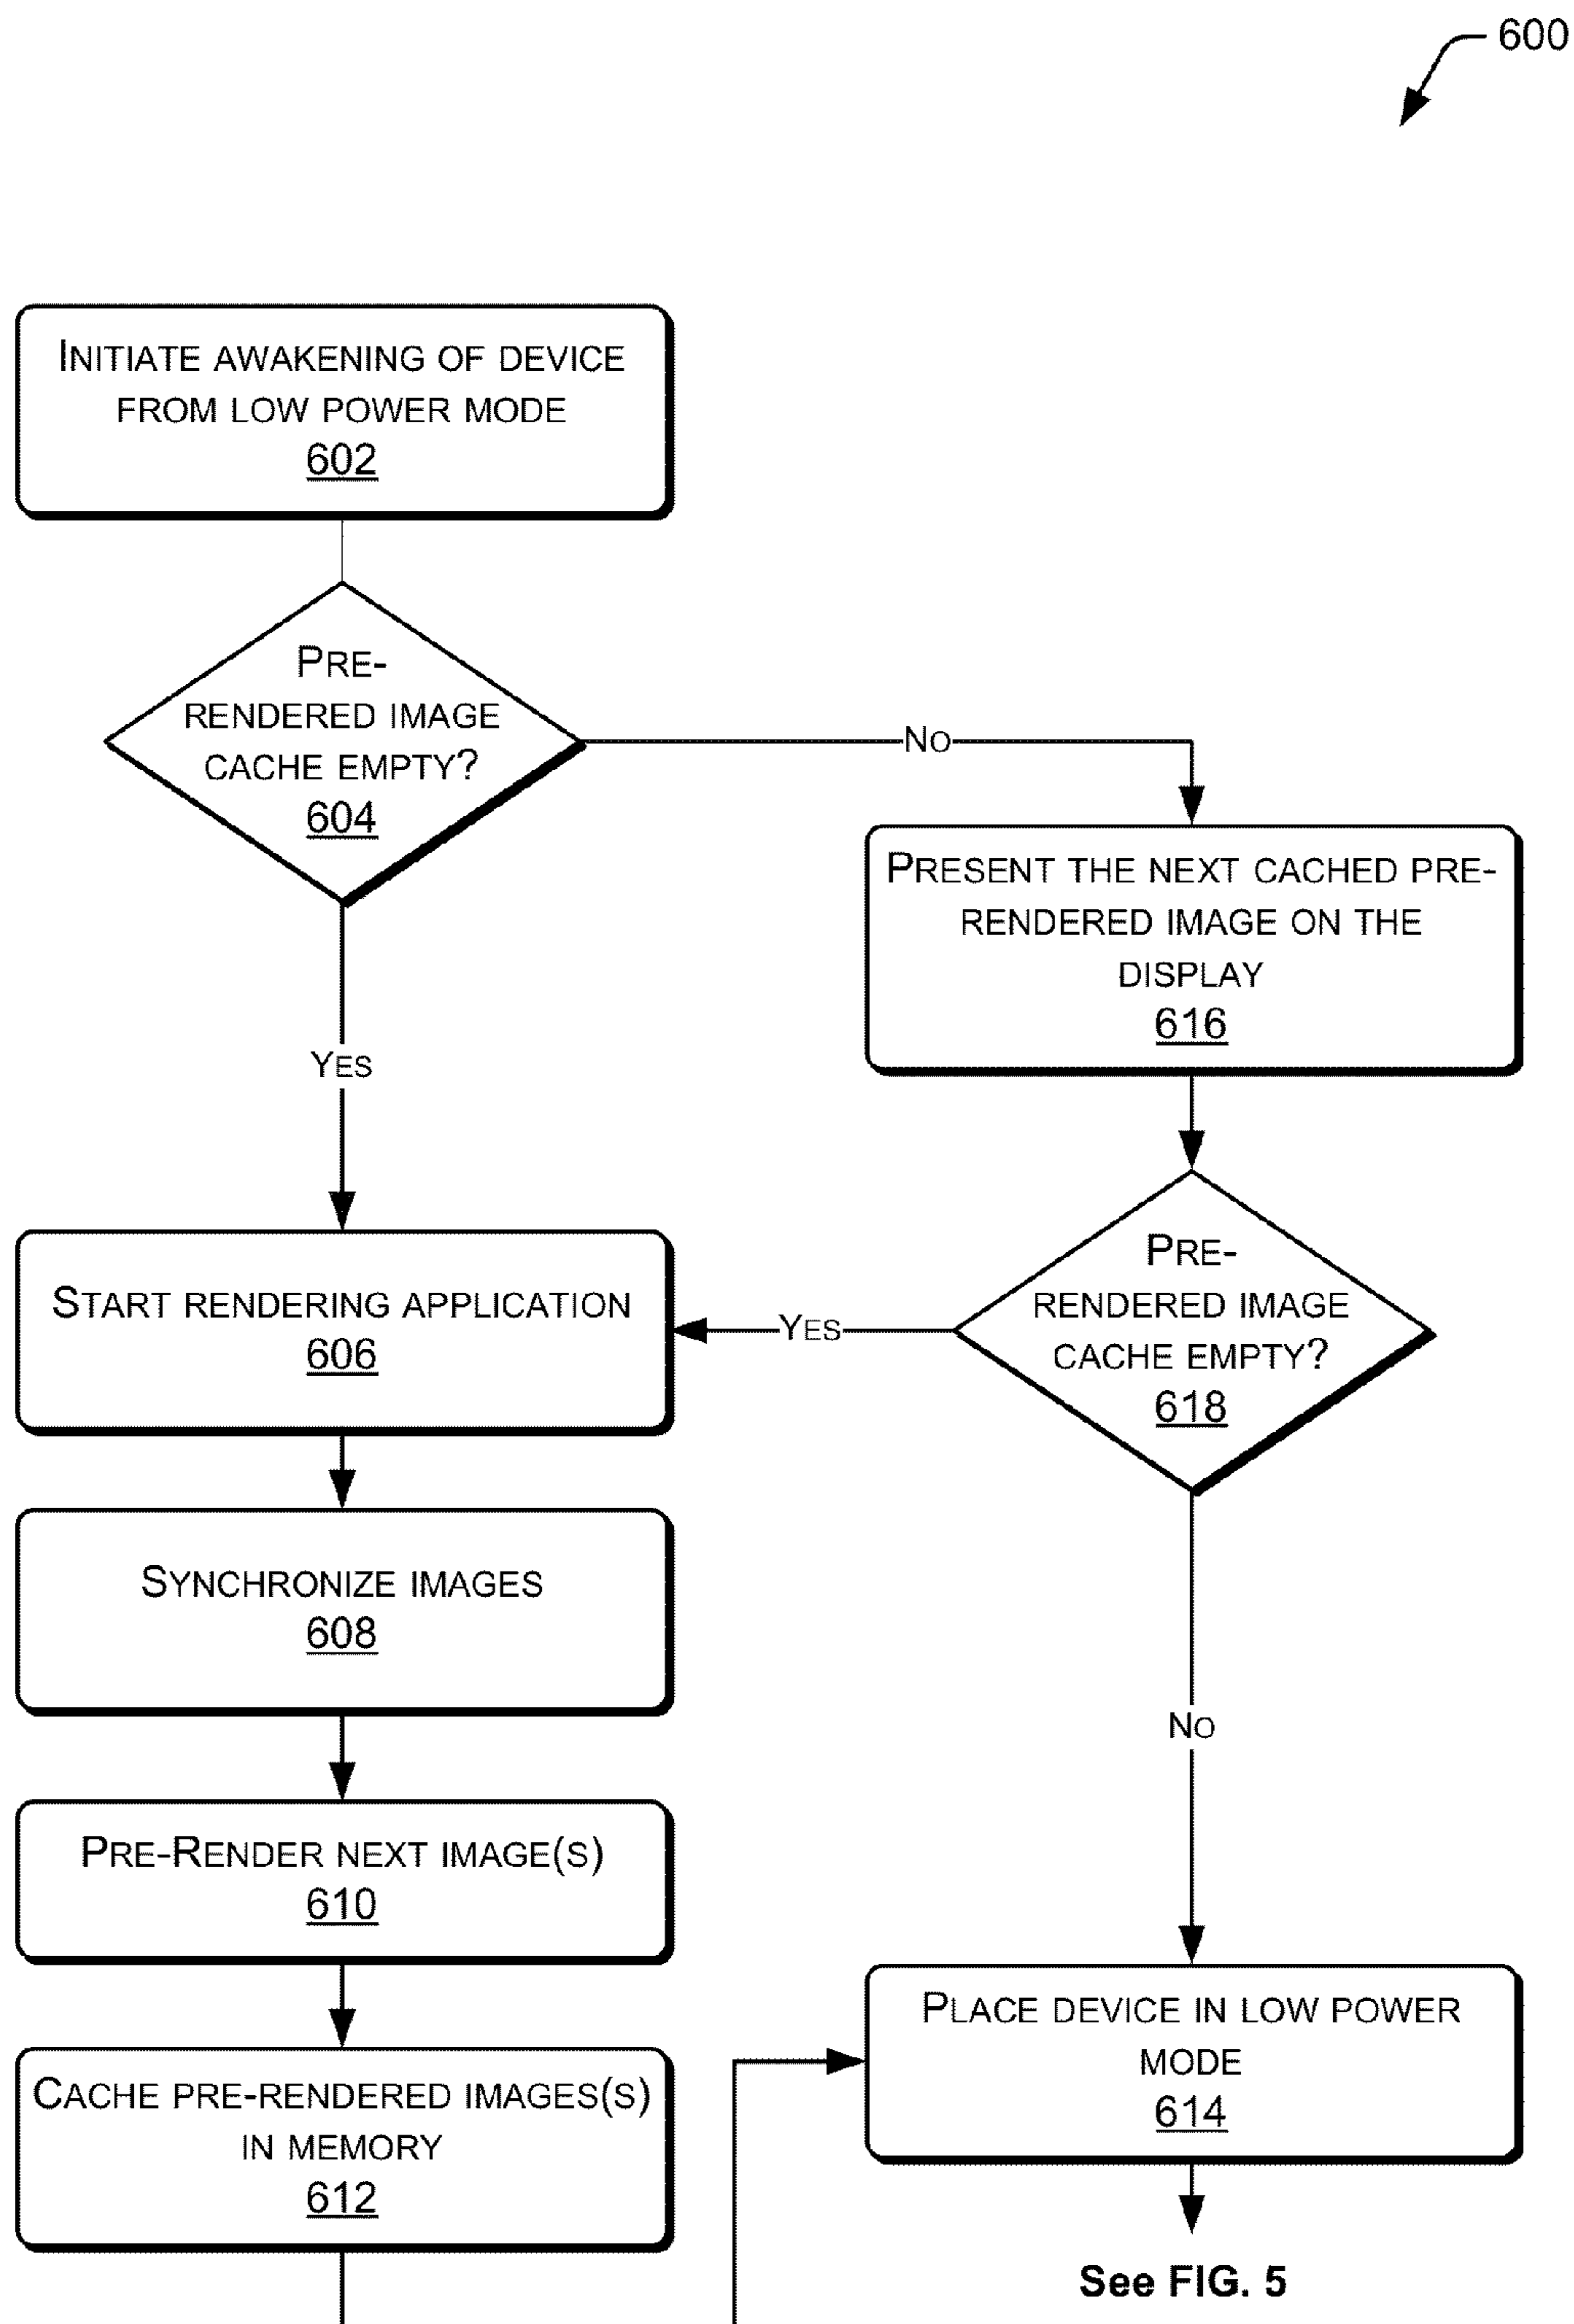 600
INITIATE AWAKENING OF DEVICE
FROM LOW POWER MODE
602
PRE-
RENDERED IMAGE
CACHE EMPTY?
604
NO
PRESENT THE NEXT CACHED PRE-
RENDERED IMAGE ON THE
DISPLAY
616
YES
PRE-
RENDERED IMAGE
CACHE EMPTY?
618
YES
START RENDERING APPLICATION
606
SYNCHRONIZE IMAGES
608
NO
PRE-RENDER NEXT IMAGE(S)
610
PLACE DEVICE IN LOW POWER
MODE
614
CACHE PRE-RENDERED IMAGES(S)
IN MEMORY
612
See FIG. 5